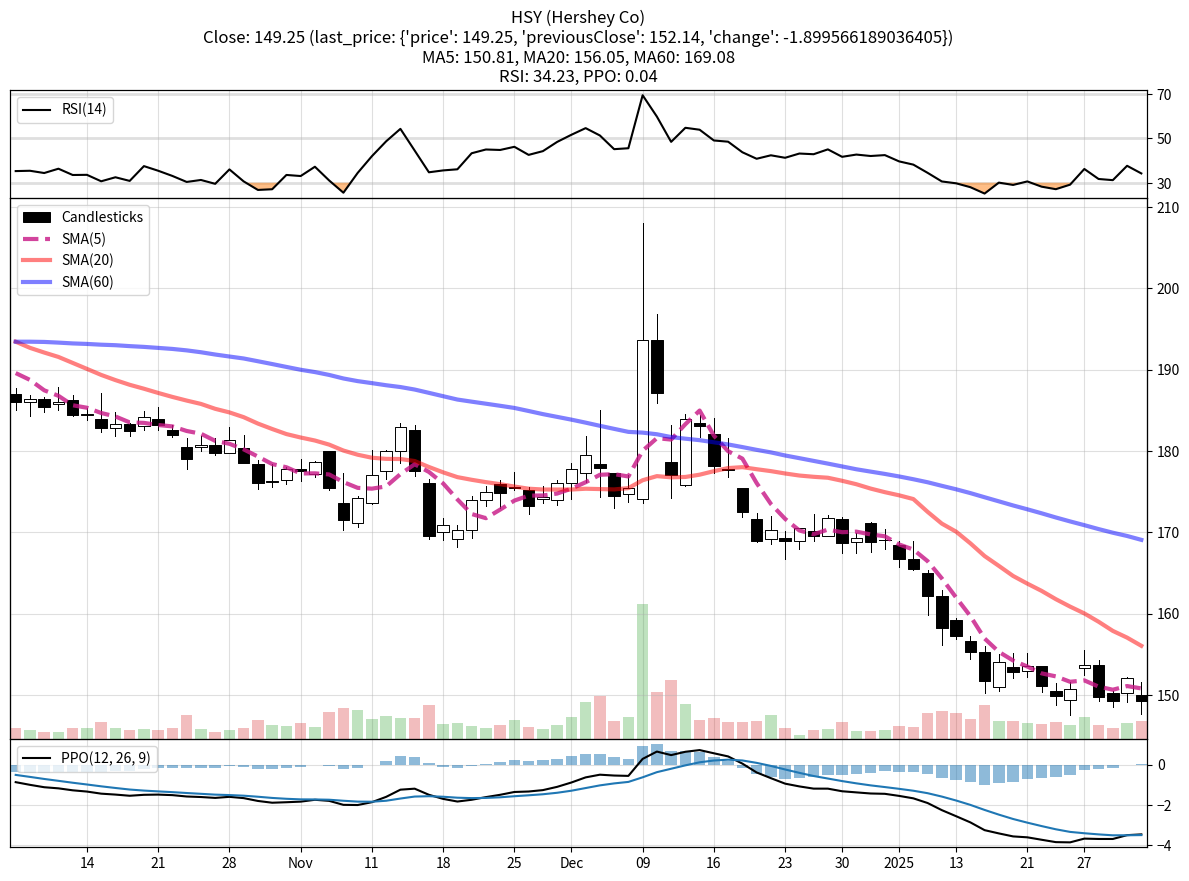 HSY (Hershey Co)
Close: 149.25 (last_price: {'price': 149.25, 'previousClose': 152.14, 'change': -1.899566189036405})
MA5: 150.81, MA20: 156.05, MA60: 169.08
RSI: 34.23, PPO: 0.04
RSI(14)
70
50
30
Candlesticks
SMA(5)
SMA(20)
SMA(60)
210
200
190
180
170
160
150
PPO(12, 26, 9)
0
−2
−4
14 21 28 Nov 11 18 25 Dec 09 16 23 30 2025 13 21 27